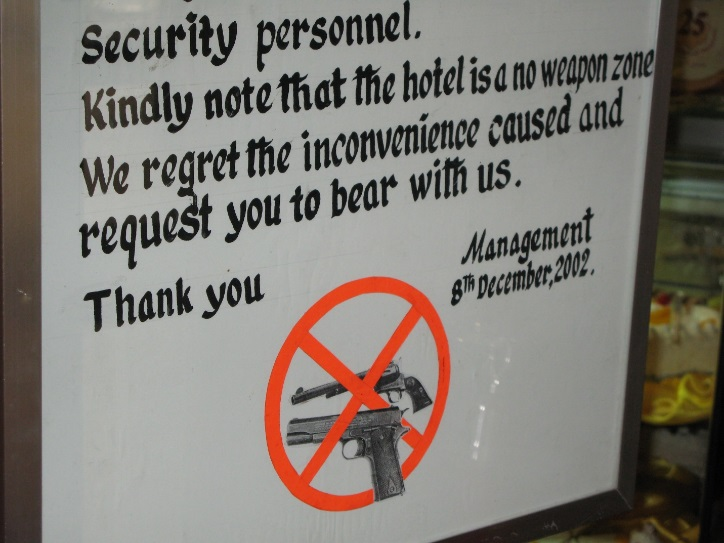 Security personnel.
Kindly note that the hotel is a no weapon zone
We regret the inconvenience caused and
request you to bear with us.
Management
8TH December, 2002.
Thank you
25